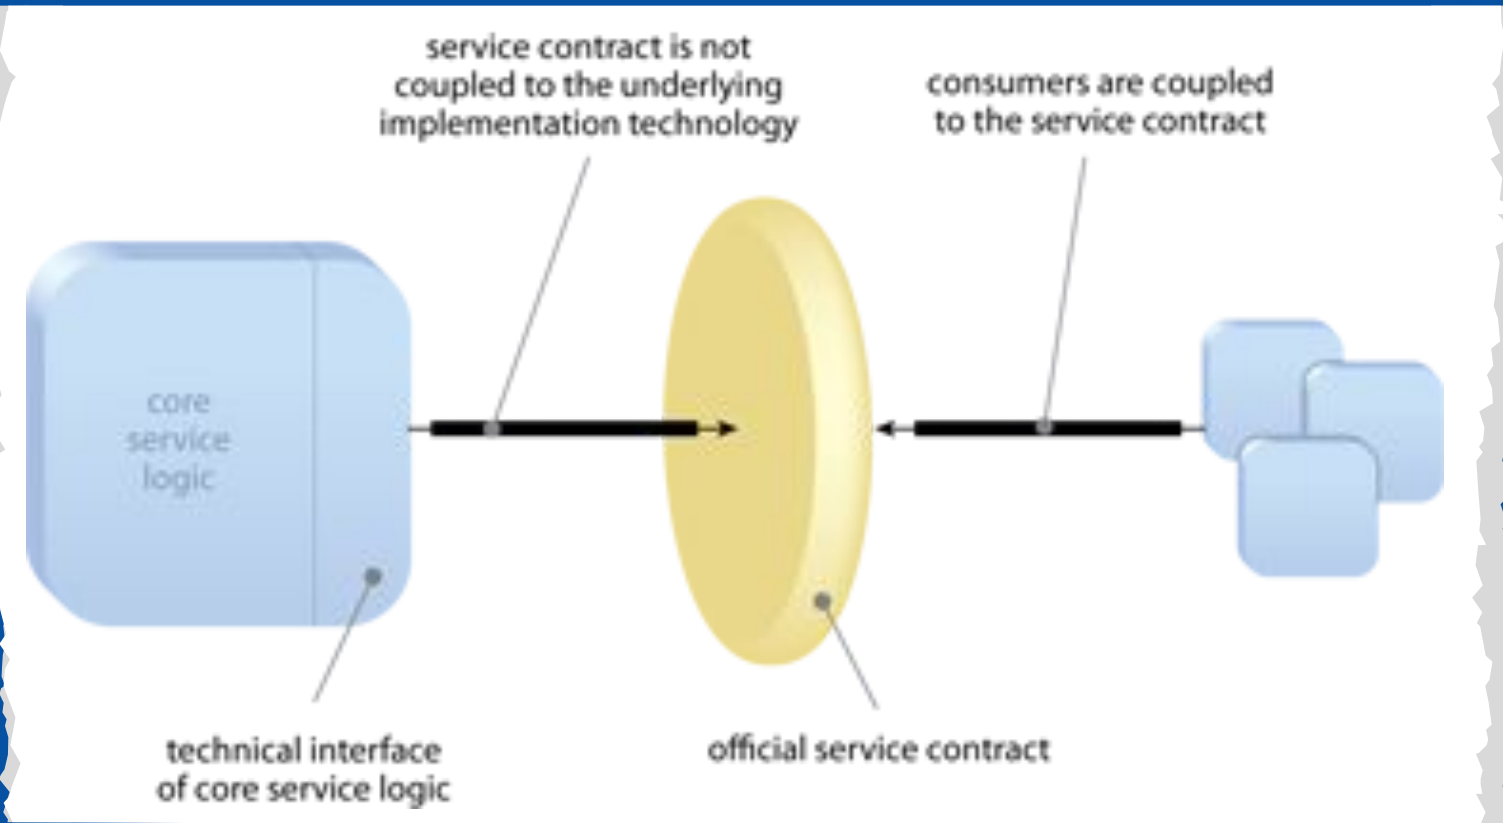 service contract is not
coupled to the underlying
implementation technology
consumers are coupled
to the service contract
core
service
logic
technical interface
of core service logic
official service contract